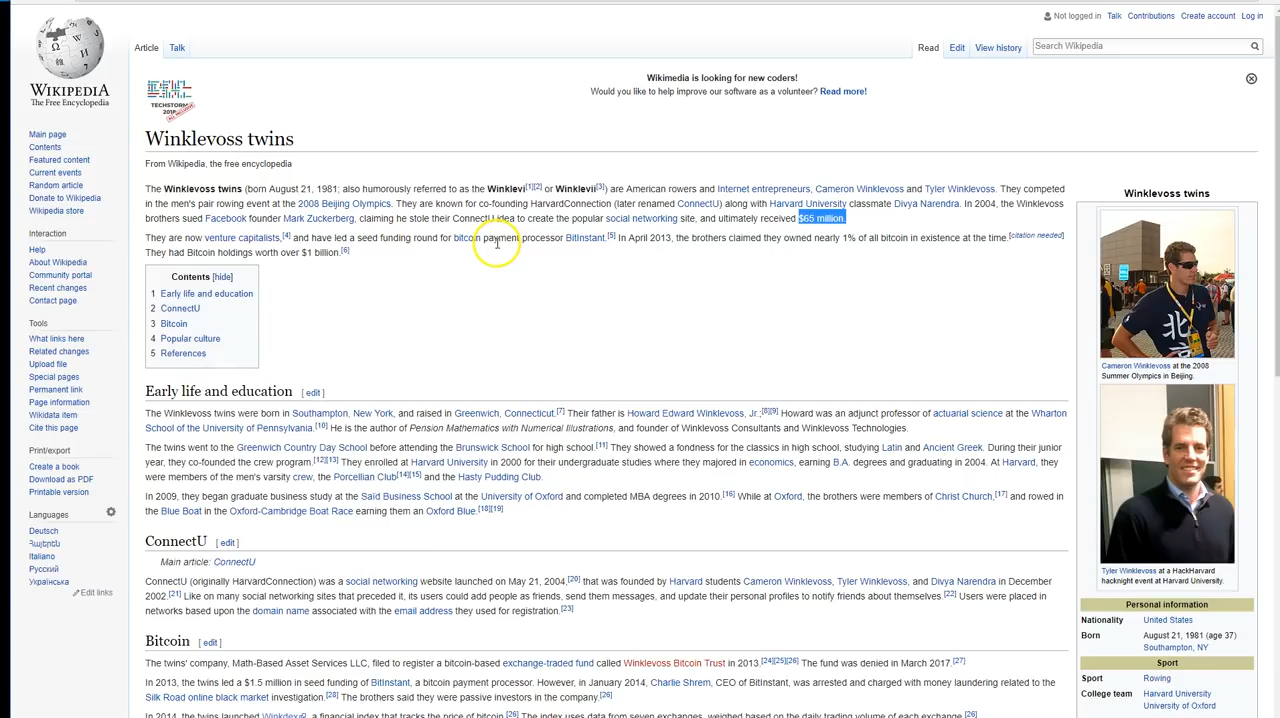 Not logged in Talk Contributions Create account Log in
WIKIPEDIA
The Free Encyclopedia
Article Talk
Read Edit View history
Search Wikipedia
TECHSTORM
Wikimedia is looking for new coders!
Would you like to help improve our software as a volunteer? Read more!
Main page
Contents
Featured content
Current events
Random article
Donate to Wikipedia
Wikipedia store
Interaction
Help
About Wikipedia
Community portal
Recent changes
Contact page
Tools
What links here
Related changes
Upload file
Special pages
Permanent link
Page information
Wikidata item
Cite this page
Print/export
Create a book
Download as PDF
Printable version
Languages
Deutsch
Հայերեն
Italiano
Русский
Українська
Edit links
Winklevoss twins
From Wikipedia, the free encyclopedia
The Winklevoss twins (born August 21, 1981; also humorously referred to as the Winklevi[1][2] or Winklevii[3]) are American rowers and Internet entrepreneurs, Cameron Winklevoss and Tyler Winklevoss. They competed
in the men's pair rowing event at the 2008 Beijing Olympics. They are known for co-founding HarvardConnection (later renamed ConnectU) along with Harvard University classmate Divya Narendra. In 2004, the Winklevoss
brothers sued Facebook founder Mark Zuckerberg, claiming he stole their ConnectU idea to create the popular social networking site, and ultimately received $65 million.
They are now venture capitalists,[4] and have led a seed funding round for bitcoin payment processor BitInstant.[5] In April 2013, the brothers claimed they owned nearly 1% of all bitcoin in existence at the time.[citation needed]
They had Bitcoin holdings worth over $1 billion.[6]
Contents [hide]
1 Early life and education
2 ConnectU
3 Bitcoin
4 Popular culture
5 References
Early life and education [ edit ]
The Winklevoss twins were born in Southampton, New York, and raised in Greenwich, Connecticut.[7] Their father is Howard Edward Winklevoss, Jr.;[8][9] Howard was an adjunct professor of actuarial science at the Wharton
School of the University of Pennsylvania.[10] He is the author of Pension Mathematics with Numerical Illustrations, and founder of Winklevoss Consultants and Winklevoss Technologies.
The twins went to the Greenwich Country Day School before attending the Brunswick School for high school.[11] They showed a fondness for the classics in high school, studying Latin and Ancient Greek. During their junior
year, they co-founded the crew program.[12][13] They enrolled at Harvard University in 2000 for their undergraduate studies where they majored in economics, earning B.A. degrees and graduating in 2004. At Harvard, they
were members of the men's varsity crew, the Porcellian Club[14][15] and the Hasty Pudding Club.
In 2009, they began graduate business study at the Saïd Business School at the University of Oxford and completed MBA degrees in 2010.[16] While at Oxford, the brothers were members of Christ Church,[17] and rowed in
the Blue Boat in the Oxford-Cambridge Boat Race earning them an Oxford Blue.[18][19]
ConnectU [ edit ]
Main article: ConnectU
ConnectU (originally HarvardConnection) was a social networking website launched on May 21, 2004,[20] that was founded by Harvard students Cameron Winklevoss, Tyler Winklevoss, and Divya Narendra in December
2002.[21] Like on many social networking sites that preceded it, its users could add people as friends, send them messages, and update their personal profiles to notify friends about themselves.[22] Users were placed in
networks based upon the domain name associated with the email address they used for registration.[23]
Bitcoin [ edit ]
The twins' company, Math-Based Asset Services LLC, filed to register a bitcoin-based exchange-traded fund called Winklevoss Bitcoin Trust in 2013.[24][25][26] The fund was denied in March 2017.[27]
In 2013, the twins led a $1.5 million in seed funding of BitInstant, a bitcoin payment processor. However, in January 2014, Charlie Shrem, CEO of BitInstant, was arrested and charged with money laundering related to the
Silk Road online black market investigation.[28] The brothers said they were passive investors in the company.[26]
In 2014, the twins launched Winkdex, a financial index that tracks the price of bitcoin.[26] The index uses data from seven exchanges, weighed based on the daily trading volume of each exchange.[26]
Winklevoss twins
北京
Cameron Winklevoss at the 2008
Summer Olympics in Beijing.
Tyler Winklevoss at a HackHarvard
hacknight event at Harvard University.
Personal information
Nationality United States
Born August 21, 1981 (age 37)
Southampton, NY
Sport
Sport Rowing
College team Harvard University
University of Oxford